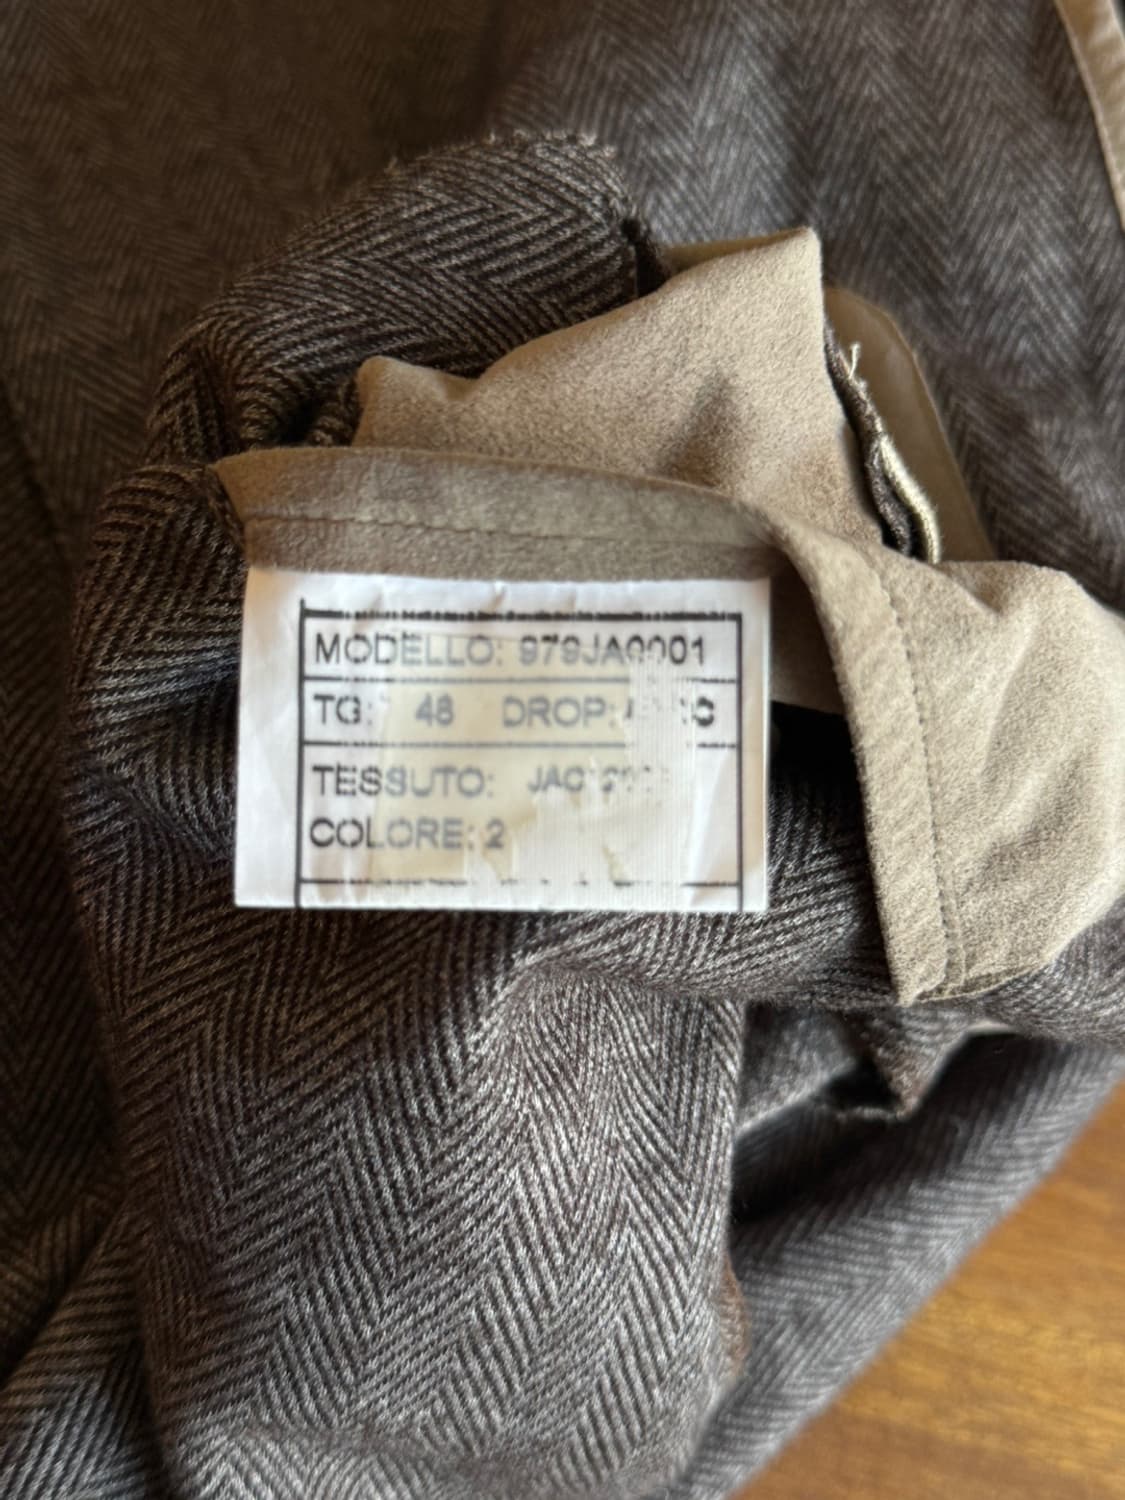 MODELLO: 979JA0001
TG: 48 DROP:
TESSUTO:
COLORE: 2